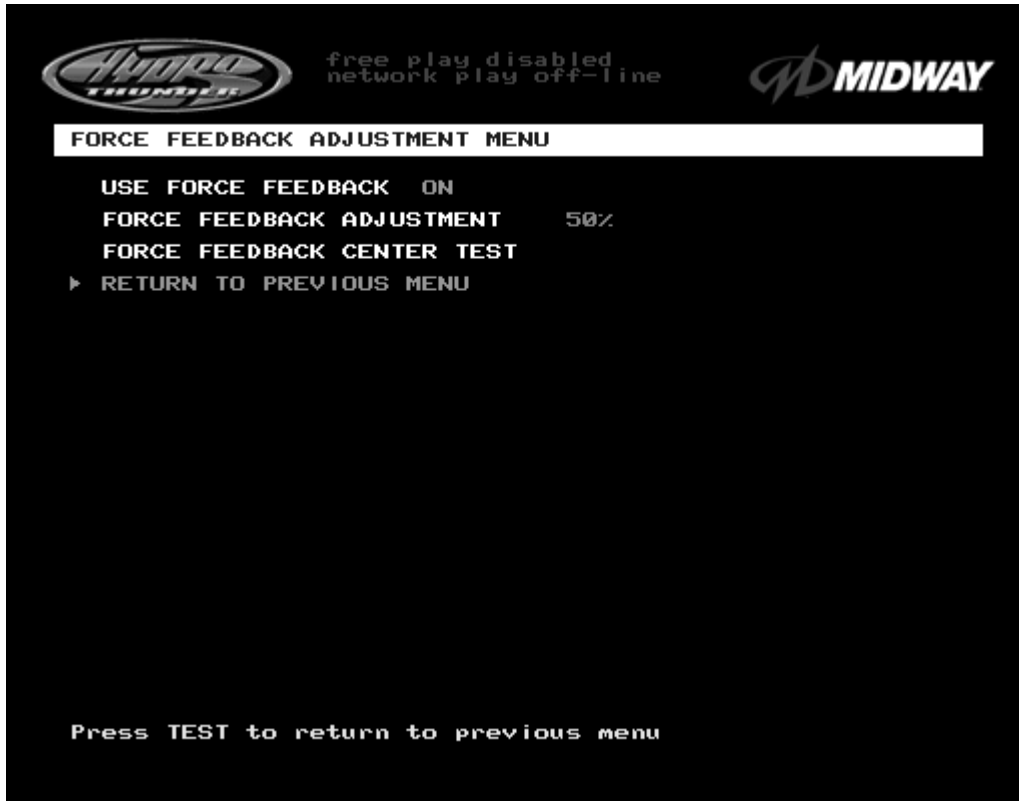 HYDRO
THUNDER
free play disabled
network play off-line
MIDWAY
FORCE FEEDBACK ADJUSTMENT MENU
USE FORCE FEEDBACK ON
FORCE FEEDBACK ADJUSTMENT 50%
FORCE FEEDBACK CENTER TEST
RETURN TO PREVIOUS MENU
Press TEST to return to previous menu